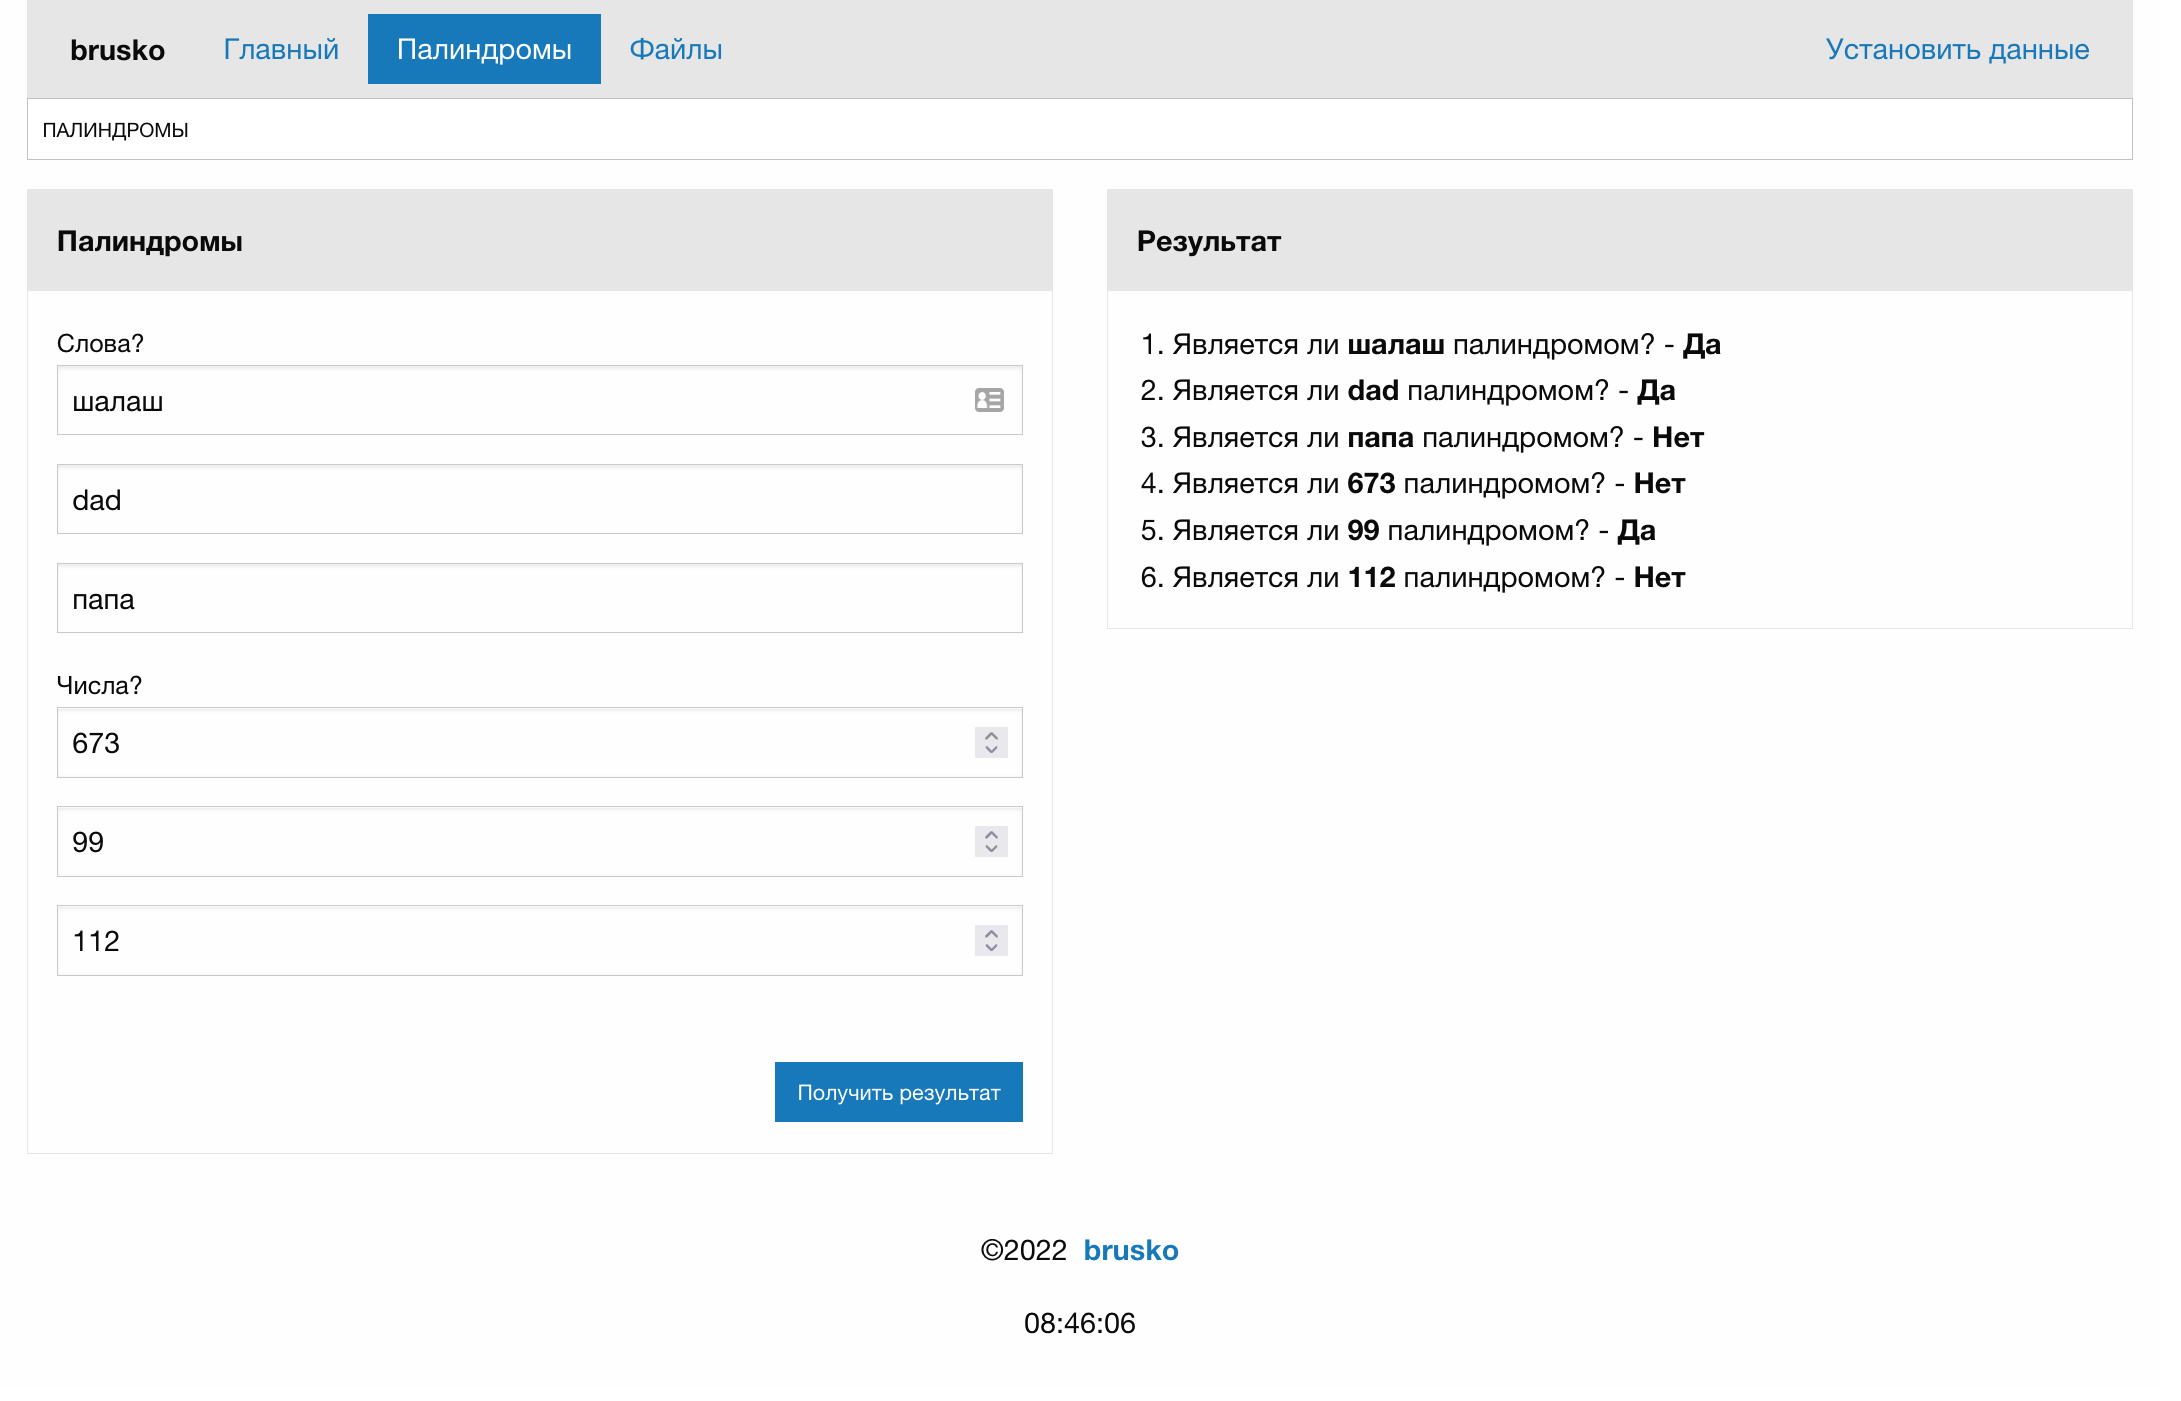 brusko Главный Палиндромы Файлы Установить данные
ПАЛИНДРОМЫ
Палиндромы
Слова?
шалаш
dad
папа
Числа?
673
99
112
Получить результат
Результат
1. Является ли шалаш палиндромом? - Да
2. Является ли dad палиндромом? - Да
3. Является ли папа палиндромом? - Нет
4. Является ли 673 палиндромом? - Нет
5. Является ли 99 палиндромом? - Да
6. Является ли 112 палиндромом? - Нет
©2022 brusko
08:46:06